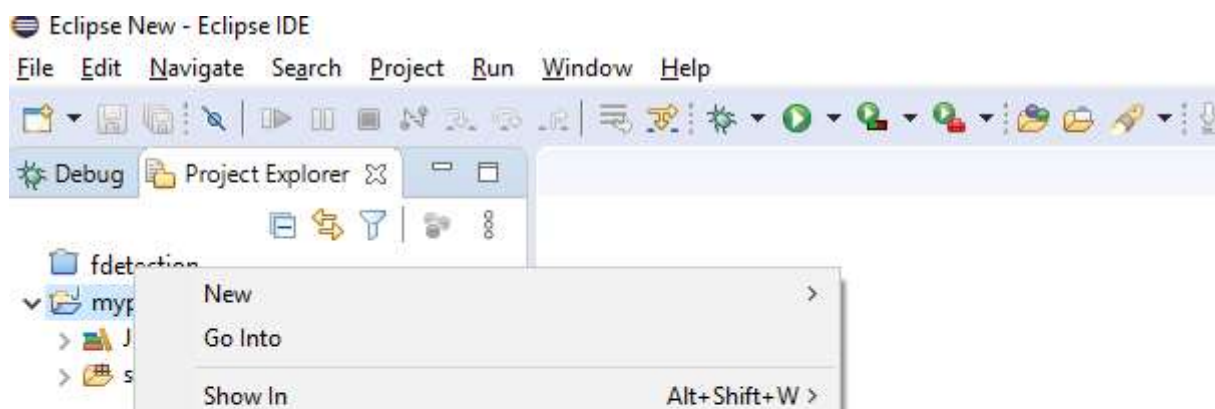 Eclipse New - Eclipse IDE
File Edit Navigate Search Project Run Window Help
Debug Project Explorer
fdetection
New
Go Into
Show In Alt+Shift+W >